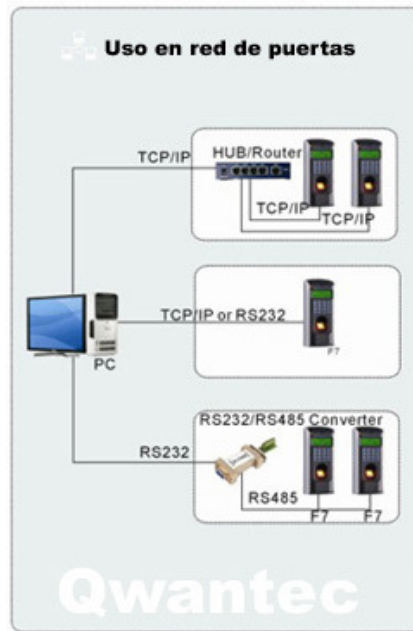 Uso en red de puertas
TCP/IP
HUB/Router
TCP/IP
TCP/IP
TCP/IP or RS232
F7
PC
RS232/RS485 Converter
RS232
RS485
F7
F7
Qwantec